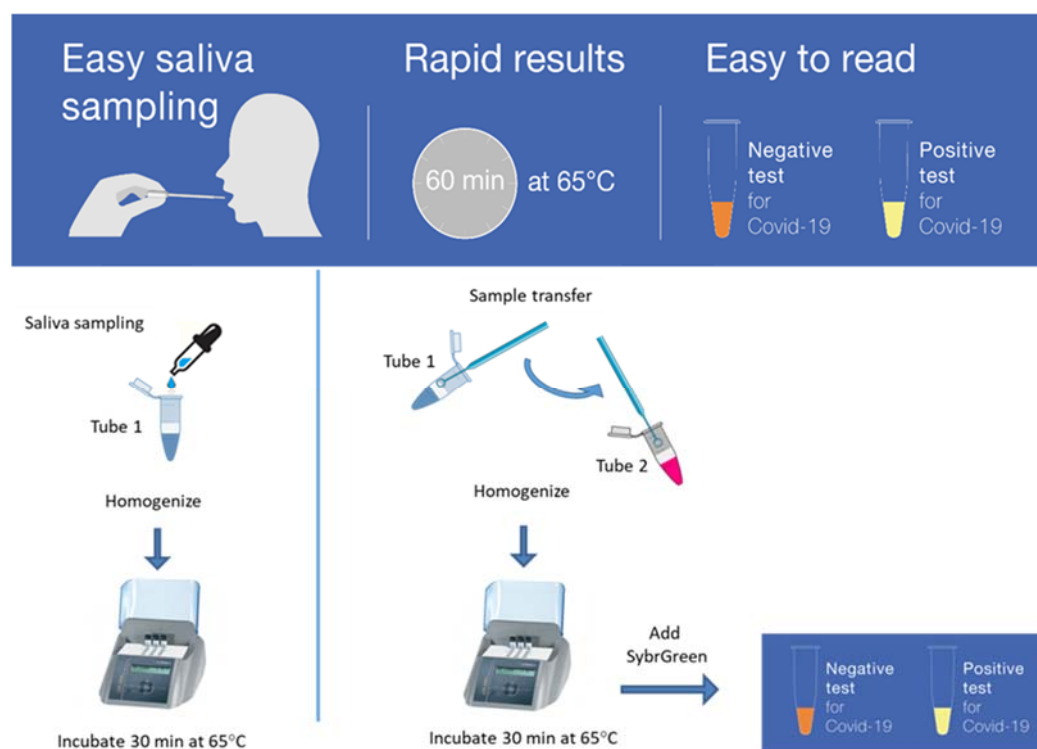 Easy saliva
sampling
Rapid results
60 min at 65°C
Easy to read
Negative
test
for
Covid-19
Positive
test
for
Covid-19
Saliva sampling
Tube 1
Homogenize
Incubate 30 min at 65°C
Sample transfer
Tube 1
Tube 2
Homogenize
Incubate 30 min at 65°C
Add
SybrGreen
Negative
test
for
Covid-19
Positive
test
for
Covid-19